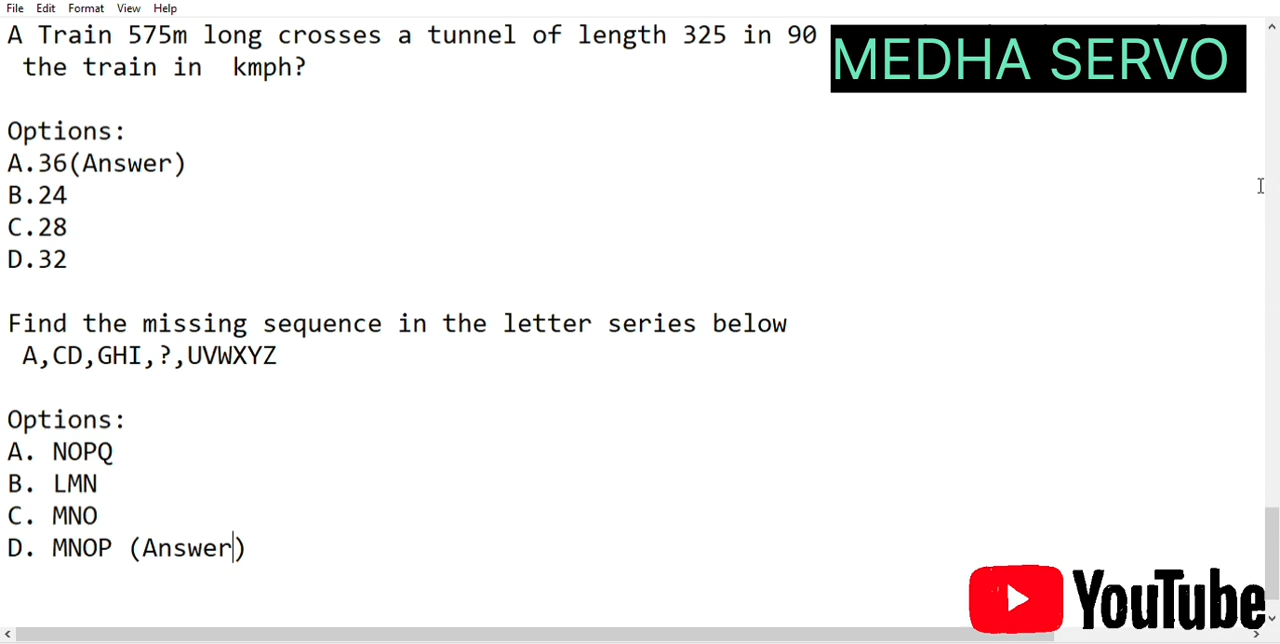 File Edit Format View Help
A Train 575m long crosses a tunnel of length 325 in 90
MEDHA SERVO
the train in kmph?
Options:
A.36(Answer)
B.24
C.28
D.32
Find the missing sequence in the letter series below
A,CD,GHI,?,UVWXYZ
Options:
A. NOPQ
B. LMN
C. MNO
D. MNOP (Answer)
YouTube